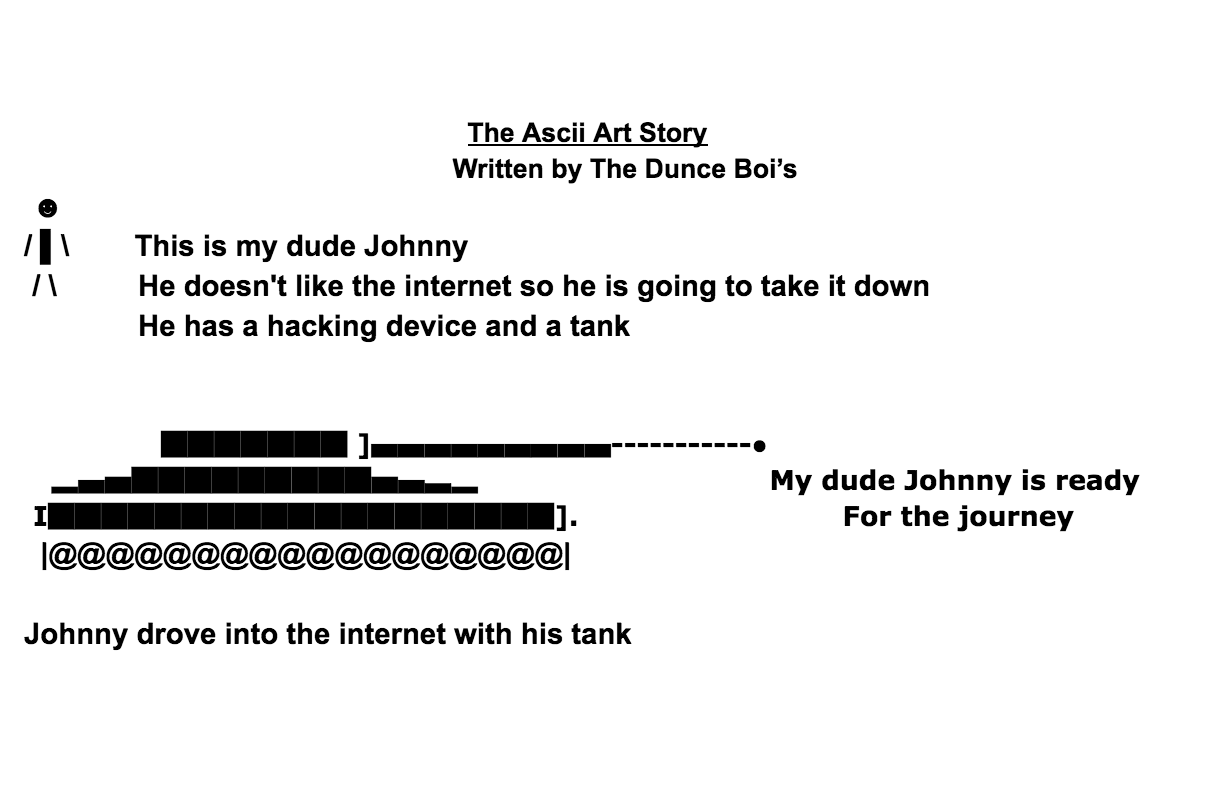 The Ascii Art Story
Written by The Dunce Boi’s
☻
/ ▌ \ This is my dude Johnny
/ \ He doesn't like the internet so he is going to take it down
He has a hacking device and a tank
███████ ]▄▄▄▄▄▄▄▄▄-----------●
▂▄▅█████████▅▄▃▂ My dude Johnny is ready
I███████████████████]. For the journey
|@@@@@@@@@@@@@@@@@@|
Johnny drove into the internet with his tank